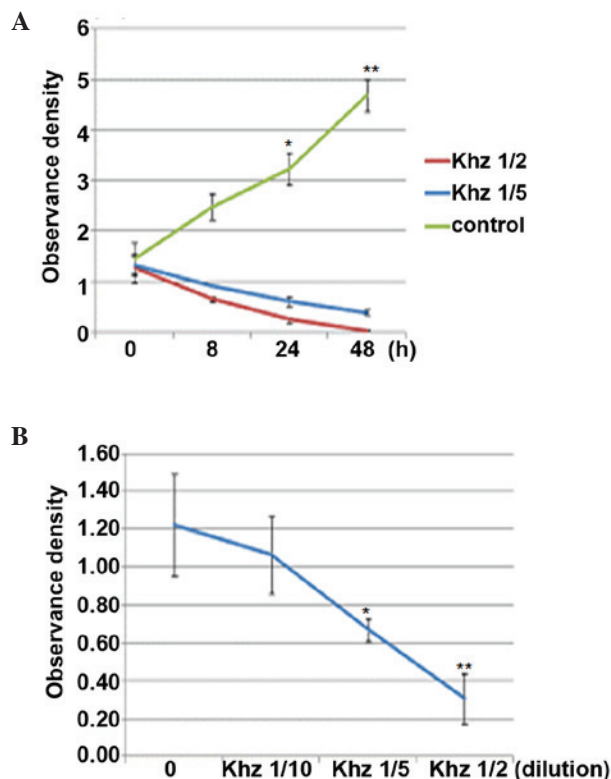 A
Observance density
6
5
4
3
2
1
0
*
**
0 8 24 48 (h)
Khz 1/2
Khz 1/5
control
B
Observance density
1.60
1.40
1.20
1.00
0.80
0.60
0.40
0.20
0.00
*
**
0 Khz 1/10 Khz 1/5 Khz 1/2 (dilution)